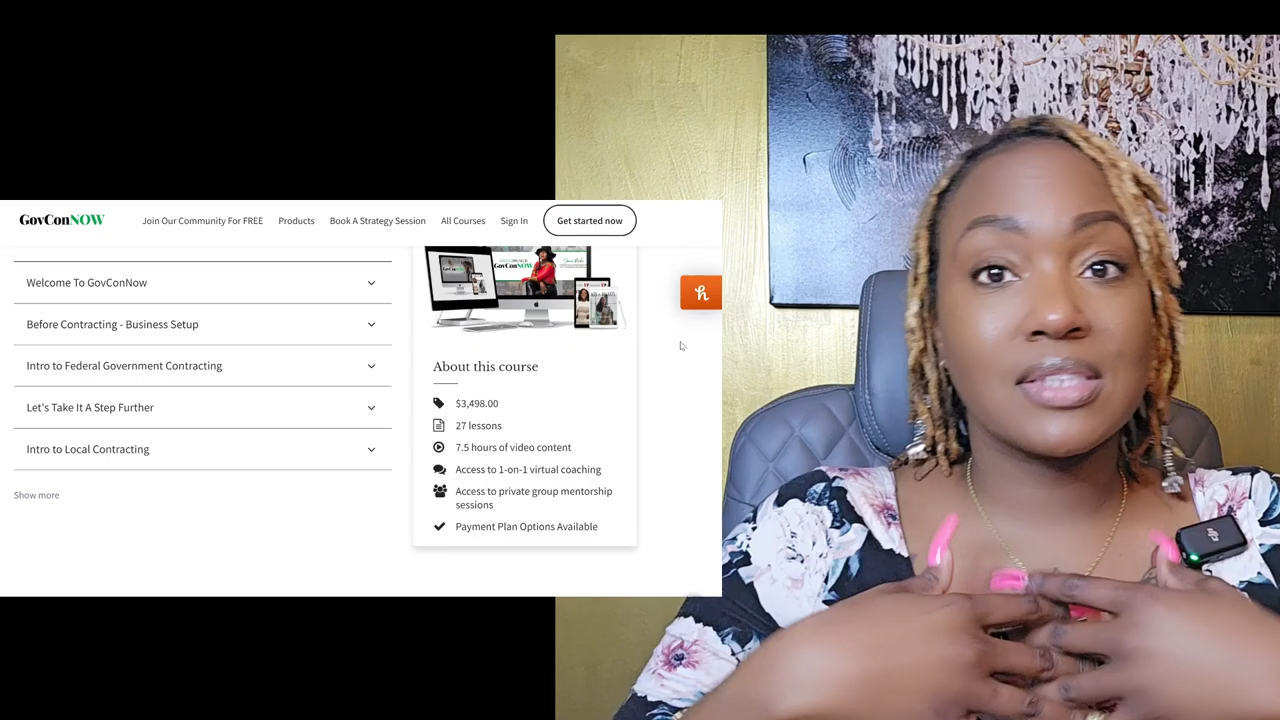 GovConNOW
Join Our Community For FREE
Products
Book A Strategy Session
All Courses
Sign In
Get started now
Welcome To GovConNow
Before Contracting - Business Setup
Intro to Federal Government Contracting
Let's Take It A Step Further
Intro to Local Contracting
Show more
GovConNOW
About this course
$3,498.00
27 lessons
7.5 hours of video content
Access to 1-on-1 virtual coaching
Access to private group mentorship
sessions
Payment Plan Options Available
dji